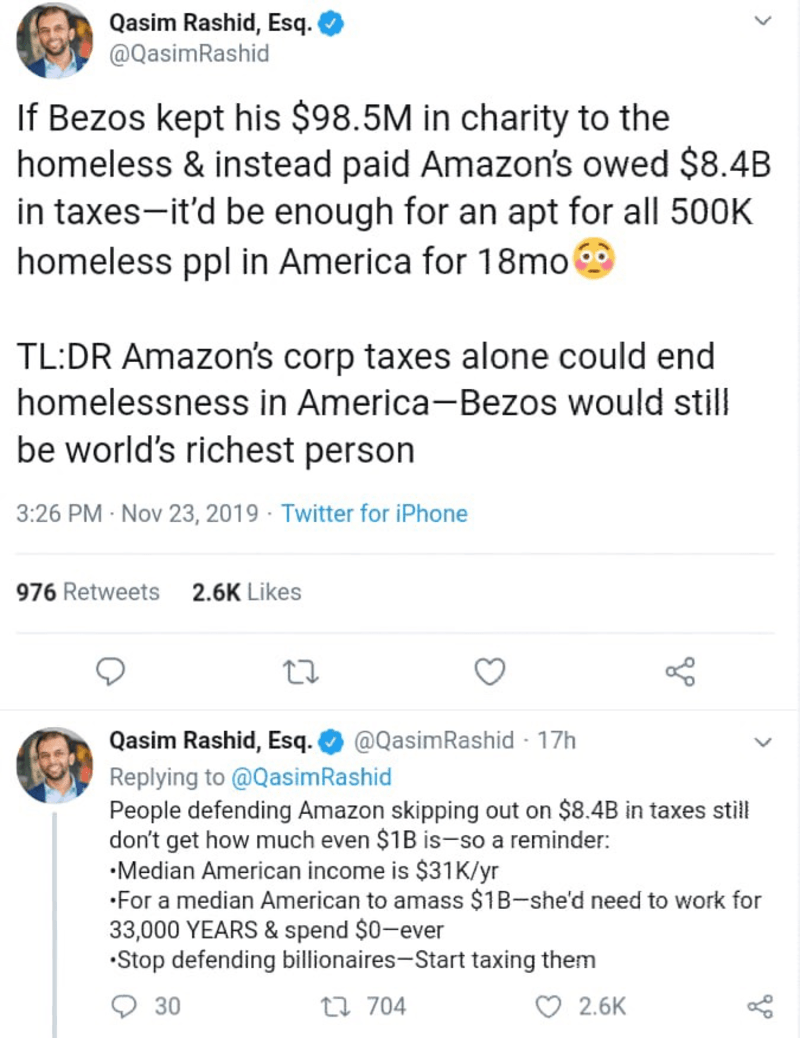 Qasim Rashid, Esq.
@QasimRashid
If Bezos kept his $98.5M in charity to the
homeless & instead paid Amazon's owed $8.4B
in taxes—it'd be enough for an apt for all 500K
homeless ppl in America for 18mo😳
TL:DR Amazon's corp taxes alone could end
homelessness in America—Bezos would still
be world's richest person
3:26 PM · Nov 23, 2019 · Twitter for iPhone
976 Retweets 2.6K Likes
Qasim Rashid, Esq. @QasimRashid · 17h
Replying to @QasimRashid
People defending Amazon skipping out on $8.4B in taxes still
don't get how much even $1B is—so a reminder:
•Median American income is $31K/yr
•For a median American to amass $1B—she'd need to work for
33,000 YEARS & spend $0—ever
•Stop defending billionaires—Start taxing them
30 704 2.6K